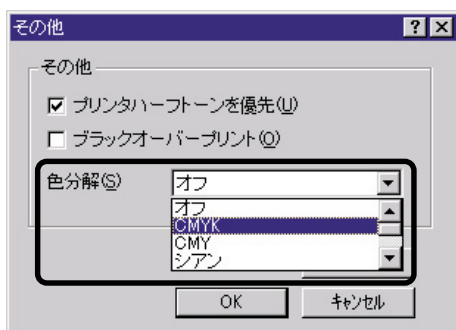 その他
その他
プリンタハーフトーンを優先(U)
ブラックオーバープリント(O)
色分解(S) オフ
オフ
CMYK
CMY
シアン
OK キャンセル